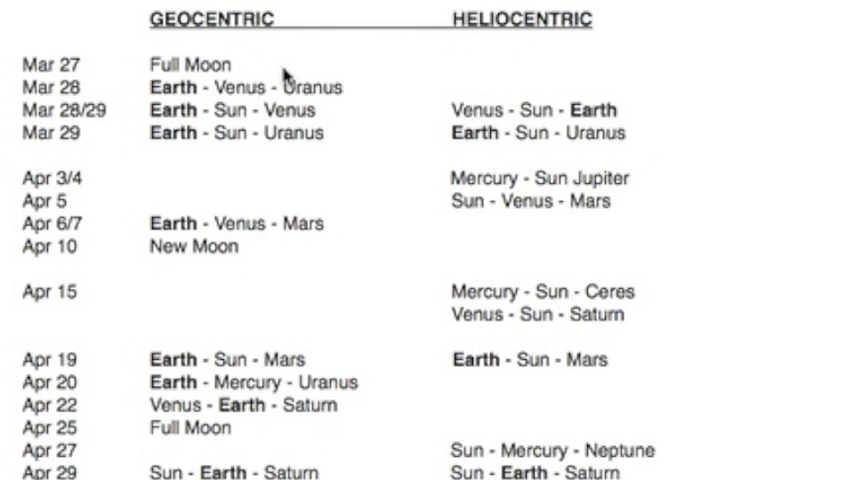 GEOCENTRIC HELIOCENTRIC
Mar 27 Full Moon
Mar 28 Earth - Venus - Uranus
Mar 28/29 Earth - Sun - Venus Venus - Sun - Earth
Mar 29 Earth - Sun - Uranus Earth - Sun - Uranus
Apr 3/4 Mercury - Sun Jupiter
Apr 5 Sun - Venus - Mars
Apr 6/7 Earth - Venus - Mars
Apr 10 New Moon
Apr 15 Mercury - Sun - Ceres
Venus - Sun - Saturn
Apr 19 Earth - Sun - Mars Earth - Sun - Mars
Apr 20 Earth - Mercury - Uranus
Apr 22 Venus - Earth - Saturn
Apr 25 Full Moon
Apr 27 Sun - Mercury - Neptune
Apr 29 Sun - Earth - Saturn Sun - Earth - Saturn